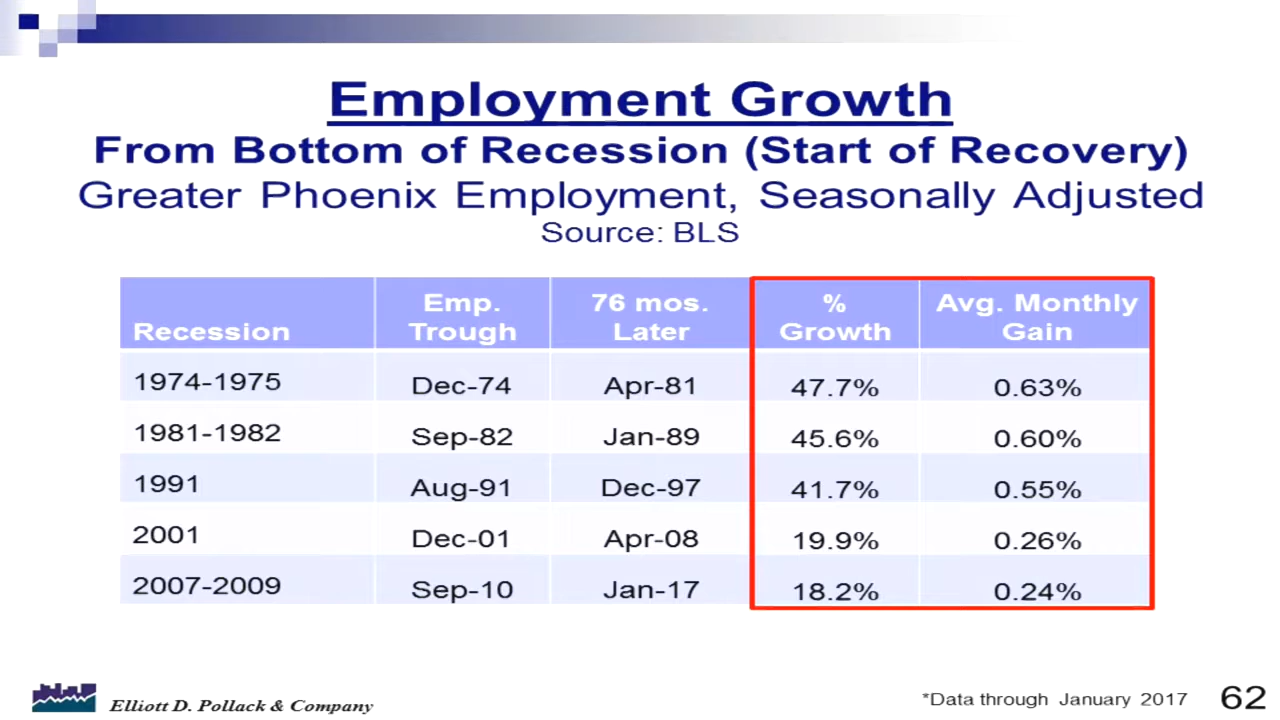 Employment Growth
From Bottom of Recession (Start of Recovery)
Greater Phoenix Employment, Seasonally Adjusted
Source: BLS
Recession Emp. Trough 76 mos. Later % Growth Avg. Monthly Gain
1974-1975 Dec-74 Apr-81 47.7% 0.63%
1981-1982 Sep-82 Jan-89 45.6% 0.60%
1991 Aug-91 Dec-97 41.7% 0.55%
2001 Dec-01 Apr-08 19.9% 0.26%
2007-2009 Sep-10 Jan-17 18.2% 0.24%
Elliott D. Pollack & Company
*Data through January 2017
62